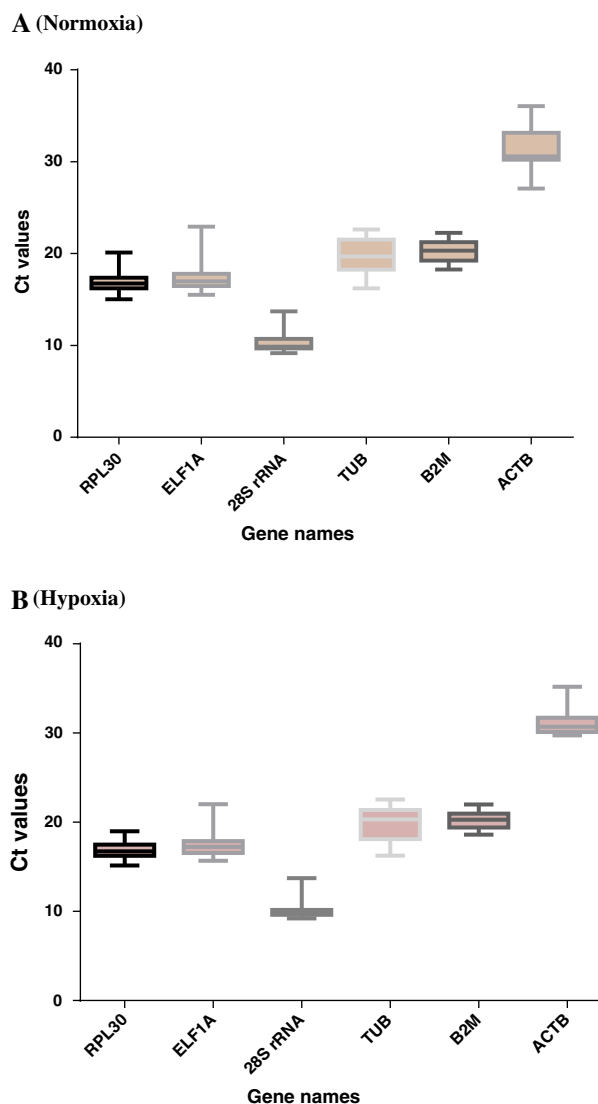 A (Normoxia)
40
30
20
10
0
Ct values
RPL30 ELF1A 28S rRNA TUB B2M ACTB
Gene names
B (Hypoxia)
40
30
20
10
0
Ct values
RPL30 ELF1A 28S rRNA TUB B2M ACTB
Gene names